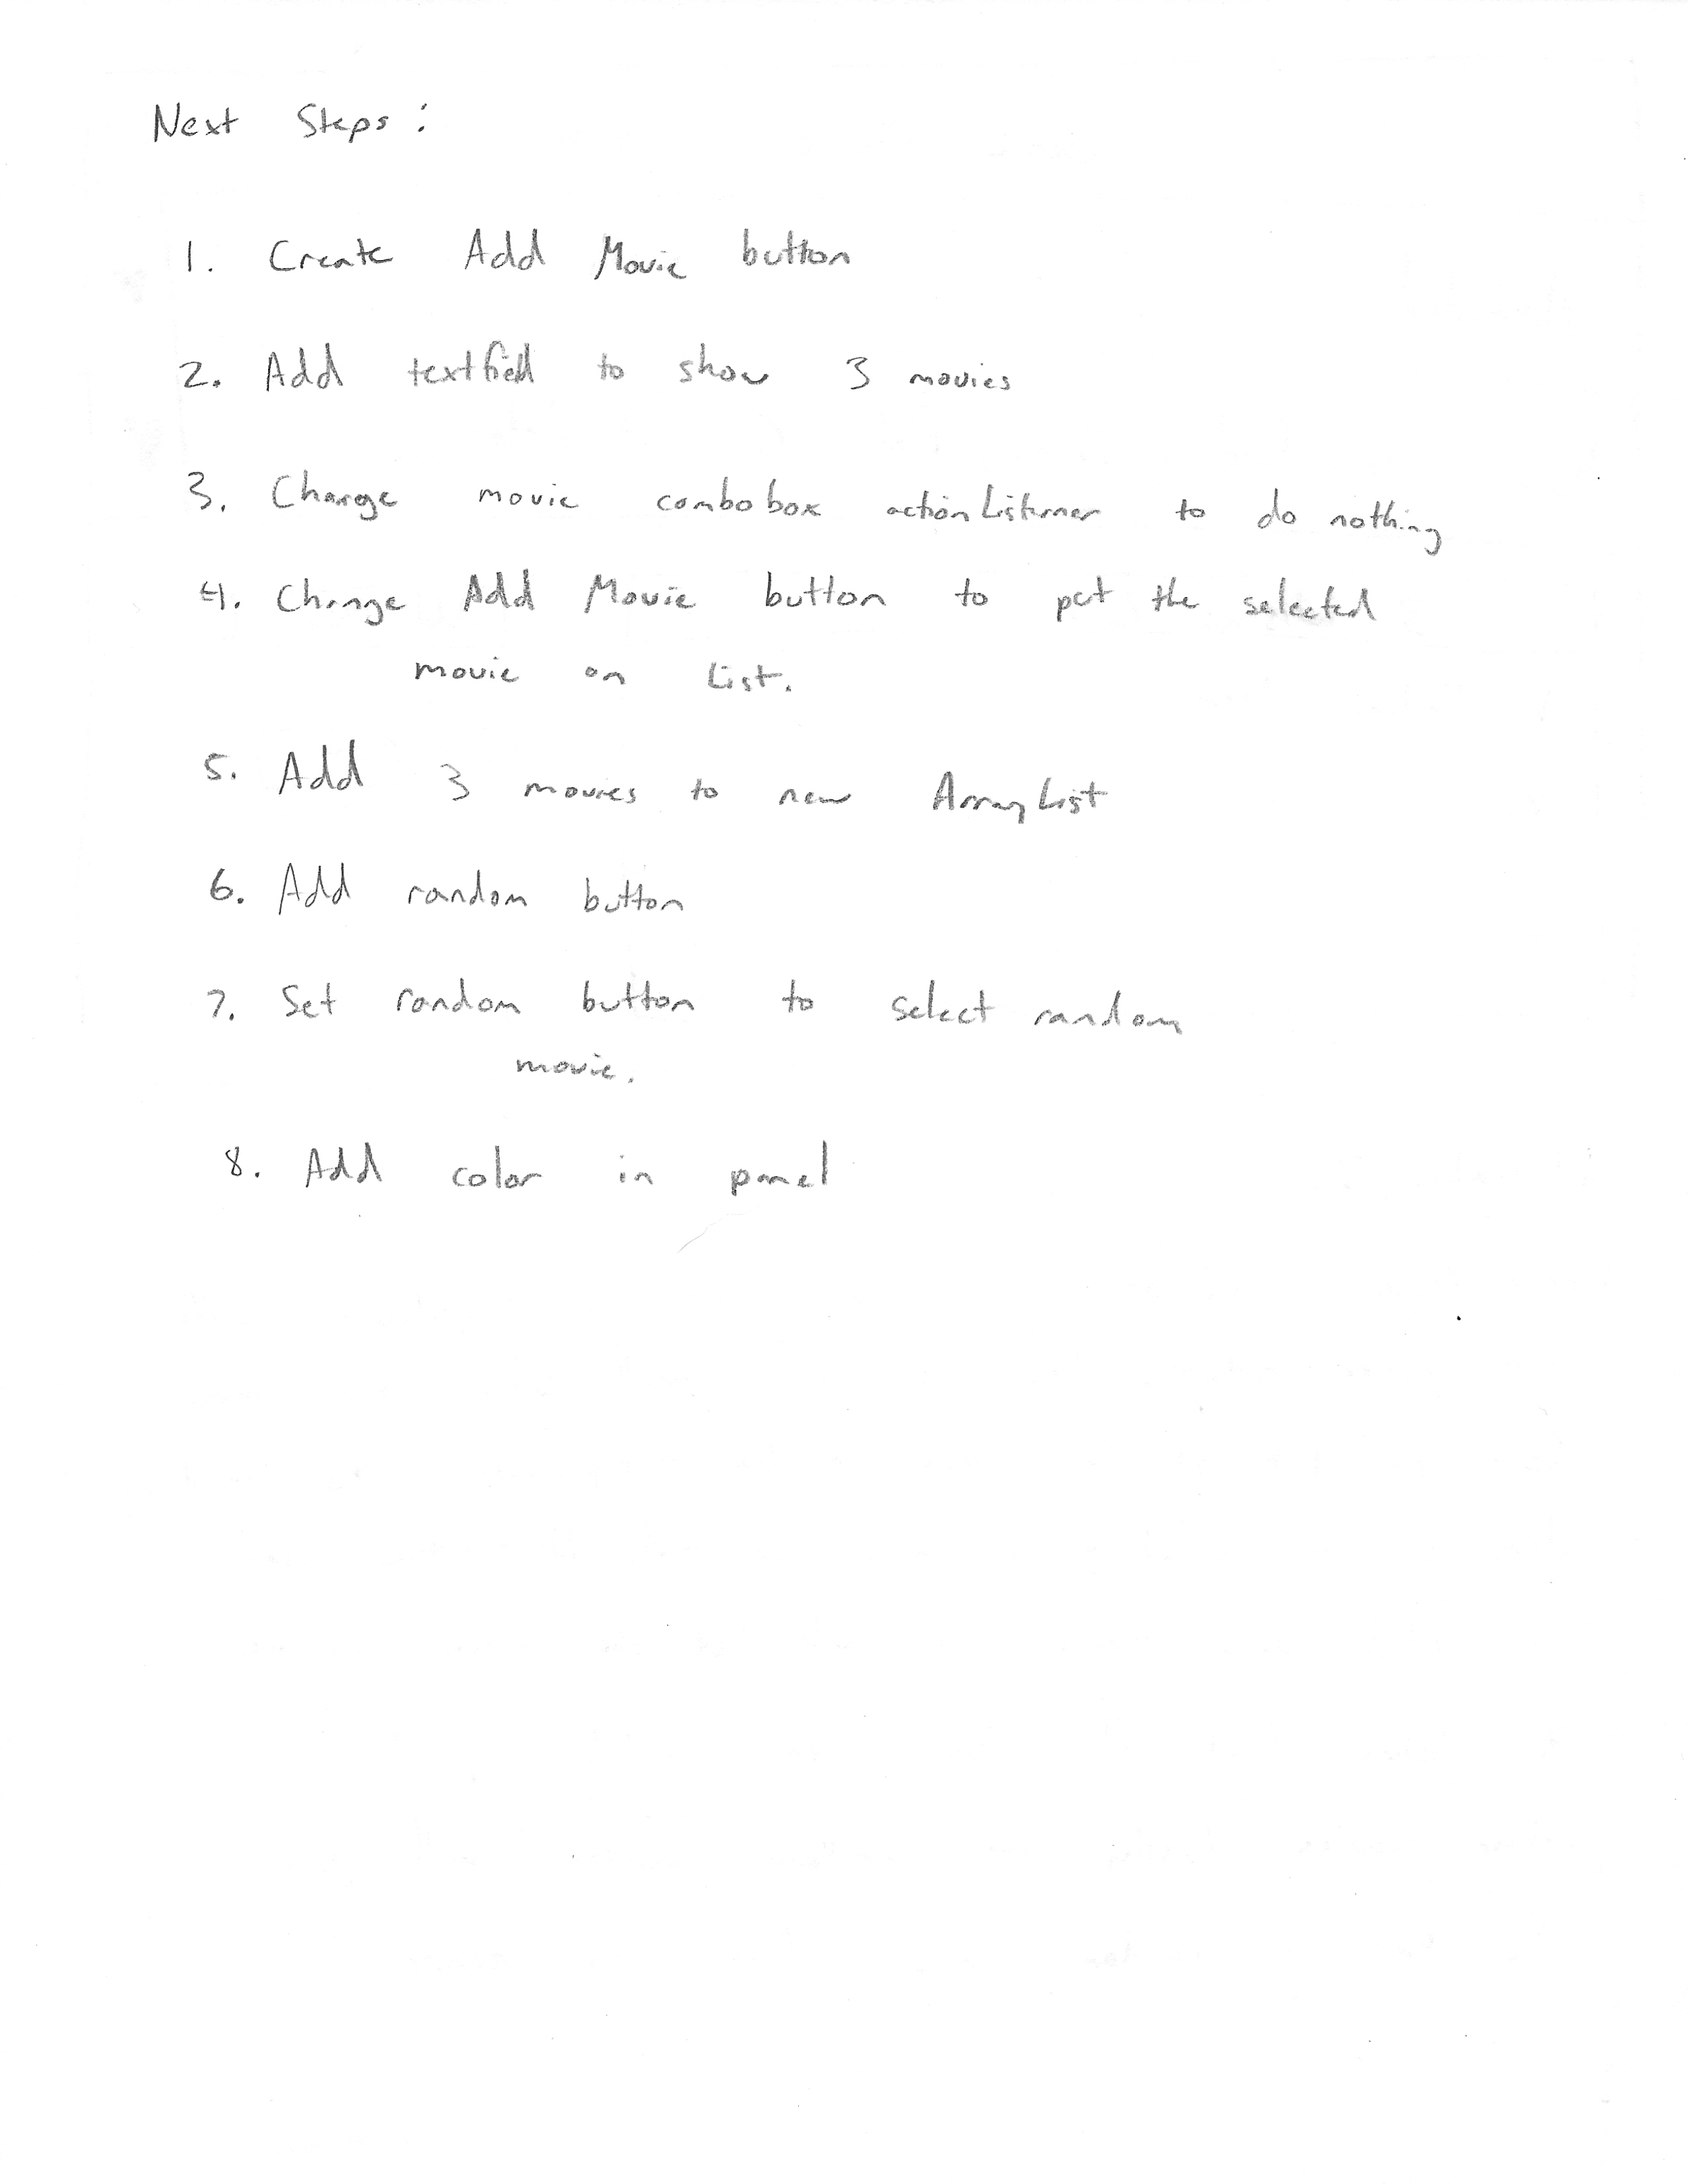 Next Steps:
1. Create Add Movie button
2. Add textfield to show 3 movies
3. Change movie combobox actionListener to do nothing
4. Change Add Movie button to put the selected
movie on List.
5. Add 3 movies to new ArrayList
6. Add random button
7. Set random button to select random
movie.
8. Add color in panel